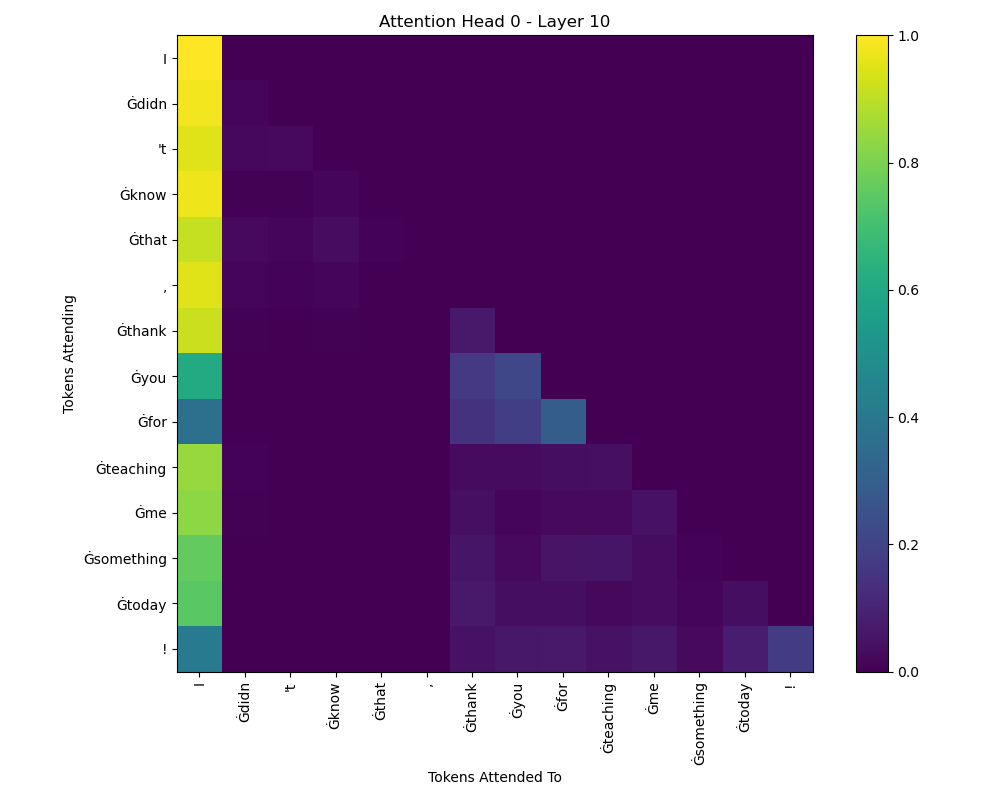 Attention Head 0 - Layer 10
Tokens Attending
I
Ġdidn
't
Ġknow
Ġthat
,
Ġthank
Ġyou
Ġfor
Ġteaching
Ġme
Ġsomething
Ġtoday
!
I
Ġdidn
't
Ġknow
Ġthat
,
Ġthank
Ġyou
Ġfor
Ġteaching
Ġme
Ġsomething
Ġtoday
!
Tokens Attended To
1.0
0.8
0.6
0.4
0.2
0.0